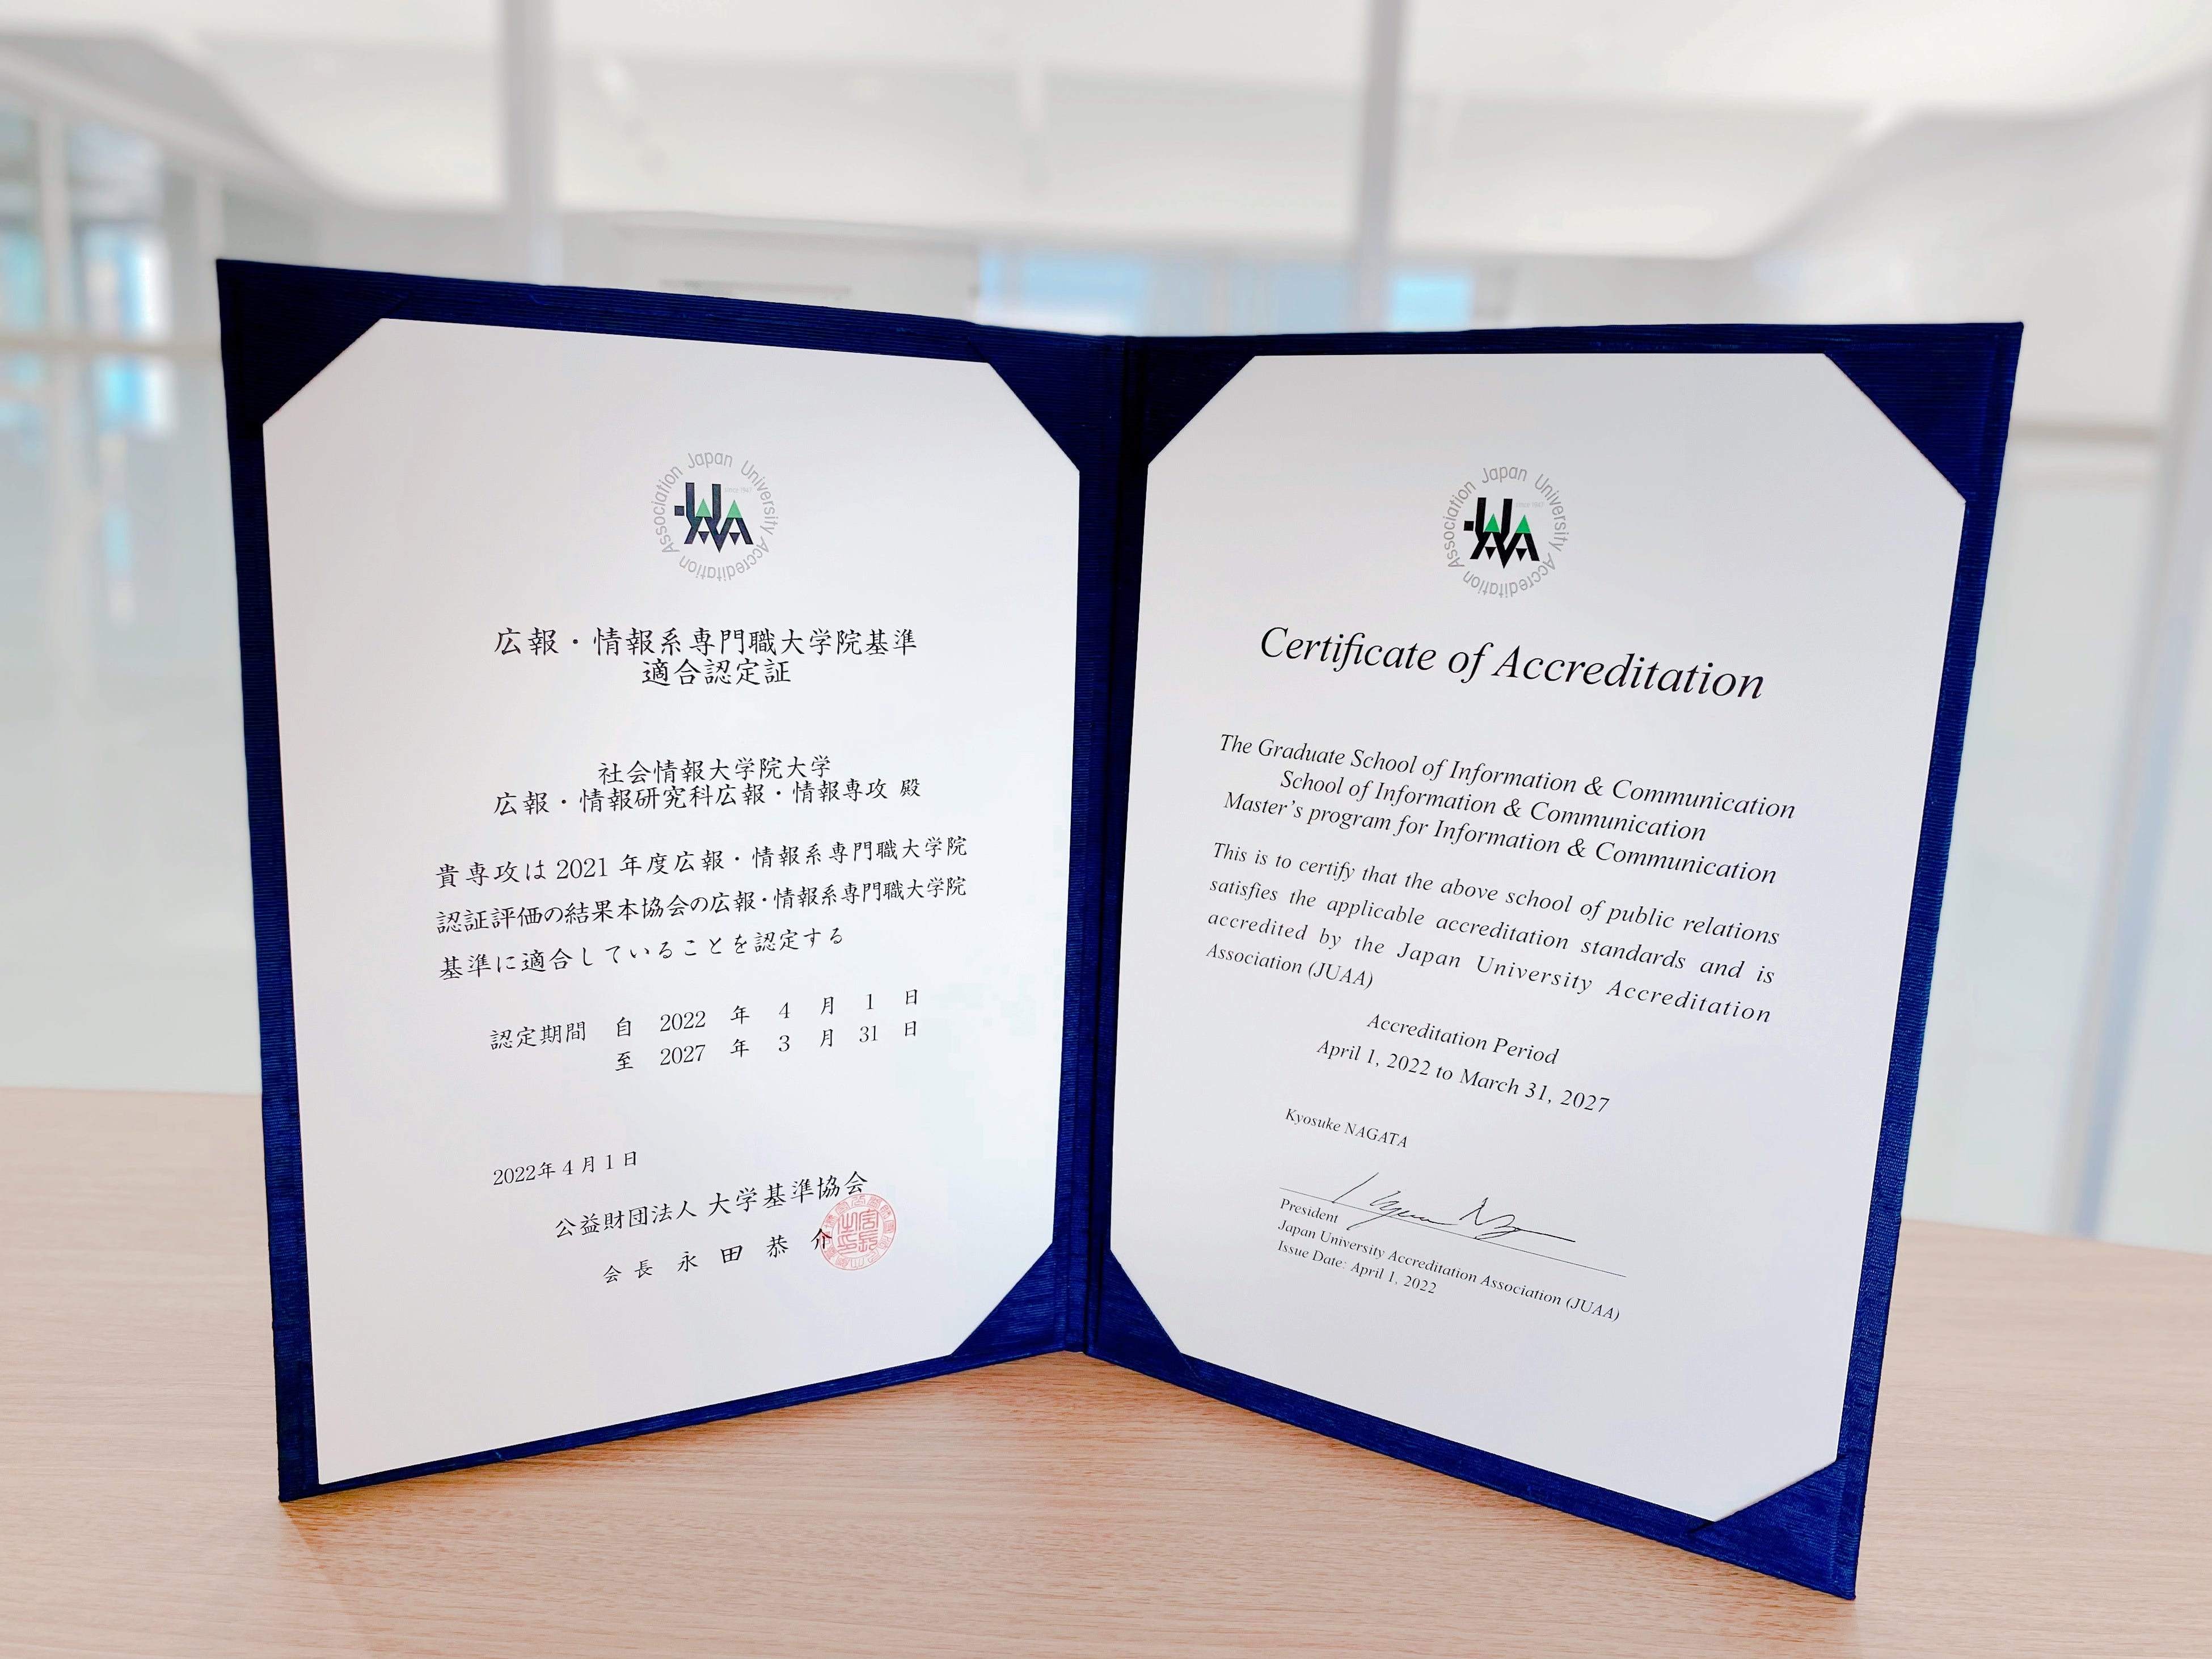 Japan University Accreditation Association
since 1947
広報・情報系専門職大学院基準
適合認定証
社会情報大学院大学
広報・情報研究科広報・情報専攻 殿
貴専攻は 2021 年度広報・情報系専門職大学院
認証評価の結果本協会の広報・情報系専門職大学院
基準に適合していることを認定する
認定期間 自 2022 年 4 月 1 日
至 2027 年 3 月 31 日
2022年4月1日
公益財団法人 大学基準協会
会長 永田 恭介
Japan University Accreditation Association
since 1947
Certificate of Accreditation
The Graduate School of Information & Communication
School of Information & Communication
Master's program for Information & Communication
This is to certify that the above school of public relations
satisfies the applicable accreditation standards and is
accredited by the Japan University Accreditation
Association (JUAA)
Accreditation Period
April 1, 2022 to March 31, 2027
Kyosuke NAGATA
President
Japan University Accreditation Association (JUAA)
Issue Date: April 1, 2022